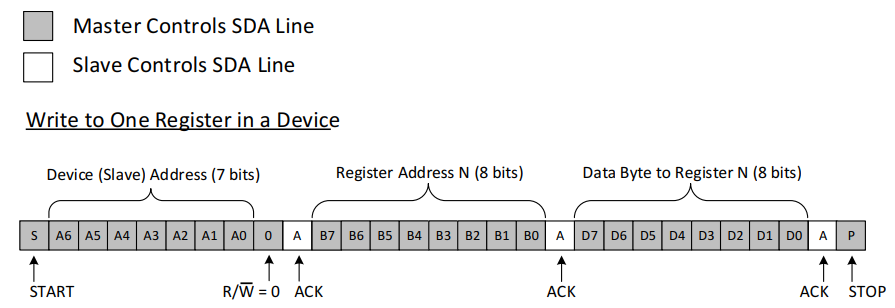 Master Controls SDA Line
Slave Controls SDA Line
Write to One Register in a Device
Device (Slave) Address (7 bits) Register Address N (8 bits) Data Byte to Register N (8 bits)
S A6 A5 A4 A3 A2 A1 A0 0 A B7 B6 B5 B4 B3 B2 B1 B0 A D7 D6 D5 D4 D3 D2 D1 D0 A P
START R/W̅ = 0 ACK ACK ACK STOP